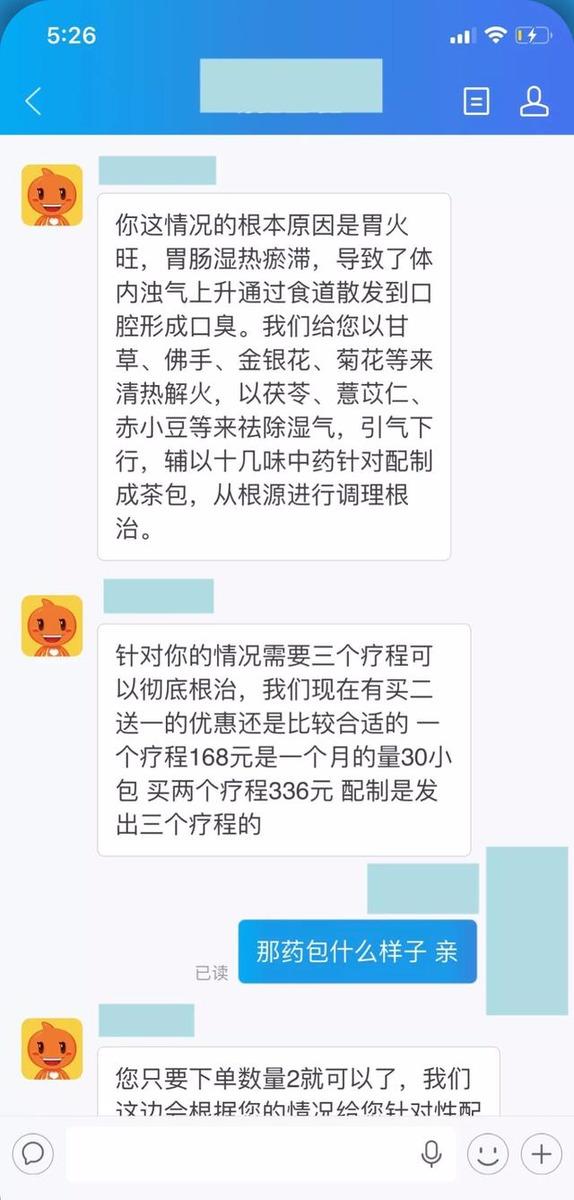 5:26
你这情况的根本原因是胃火
旺，胃肠湿热瘀滞，导致了体
内浊气上升通过食道散发到口
腔形成口臭。我们给您以甘
草、佛手、金银花、菊花等来
清热解火，以茯苓、薏苡仁、
赤小豆等来祛除湿气，引气下
行，辅以十几味中药针对配制
成茶包，从根源进行调理根
治。
针对你的情况需要三个疗程可
以彻底根治，我们现在有买二
送一的优惠还是比较合适的 一
个疗程168元是一个月的量30小
包 买两个疗程336元 配制是发
出三个疗程的
那药包什么样子 亲
已读
您只要下单数量2就可以了，我们
这边会根据您的情况给您针对性配